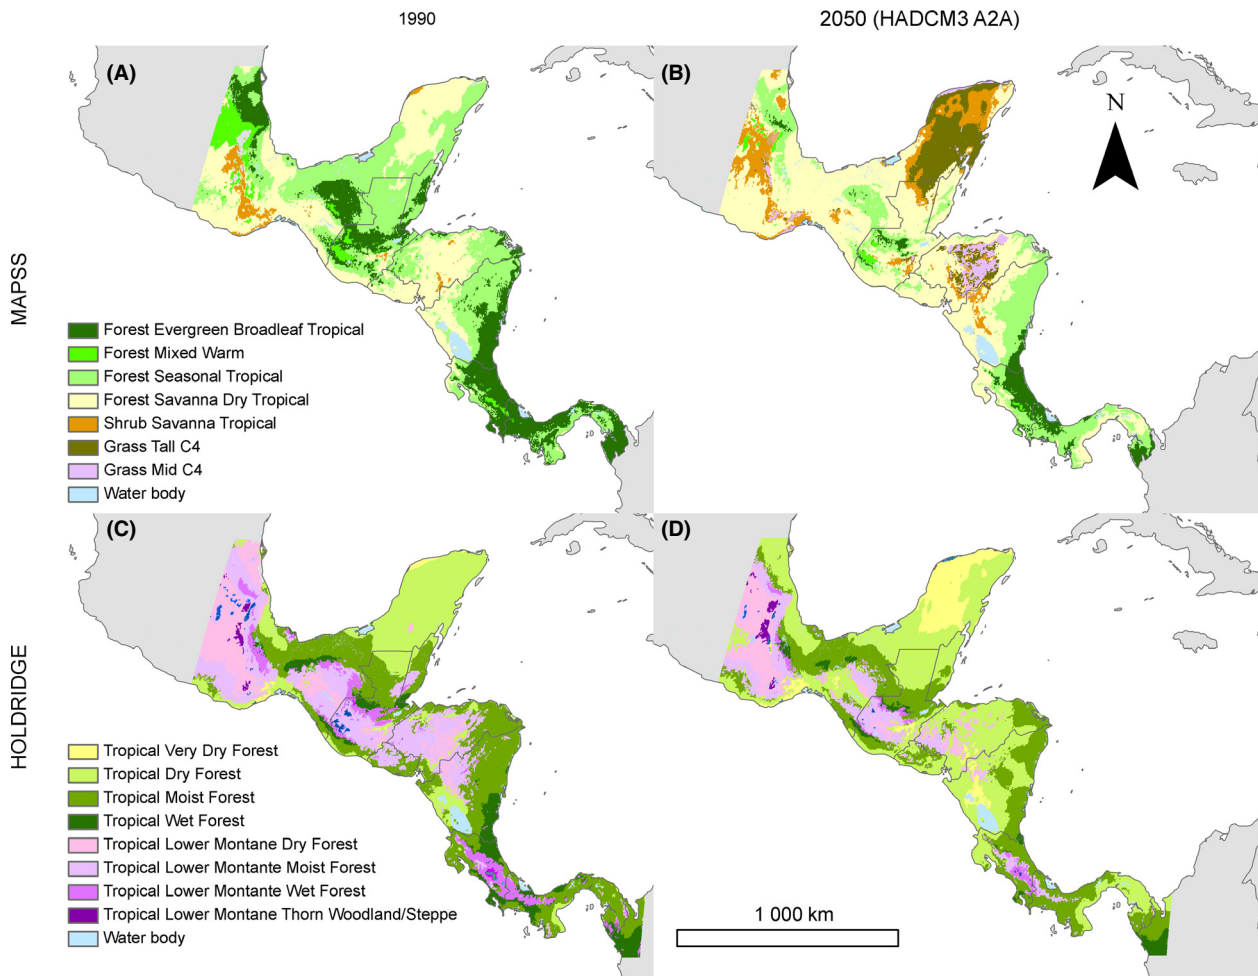 1990
2050 (HADCM3 A2A)
(A)
(B)
N
MAPSS
Forest Evergreen Broadleaf Tropical
Forest Mixed Warm
Forest Seasonal Tropical
Forest Savanna Dry Tropical
Shrub Savanna Tropical
Grass Tall C4
Grass Mid C4
Water body
(C)
(D)
HOLDRIDGE
Tropical Very Dry Forest
Tropical Dry Forest
Tropical Moist Forest
Tropical Wet Forest
Tropical Lower Montane Dry Forest
Tropical Lower Montante Moist Forest
Tropical Lower Montante Wet Forest
Tropical Lower Montane Thorn Woodland/Steppe
Water body
1 000 km